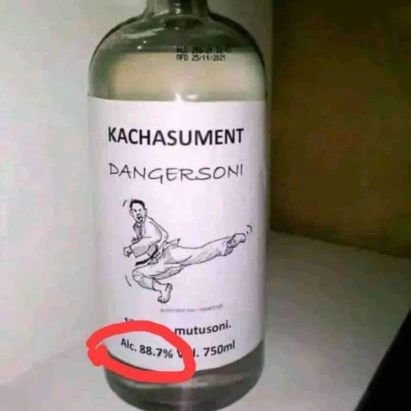 MFD 25/11/2021
KACHASUMENT
DANGERSONI
mutusoni.
Alc. 88.7% V l. 750ml